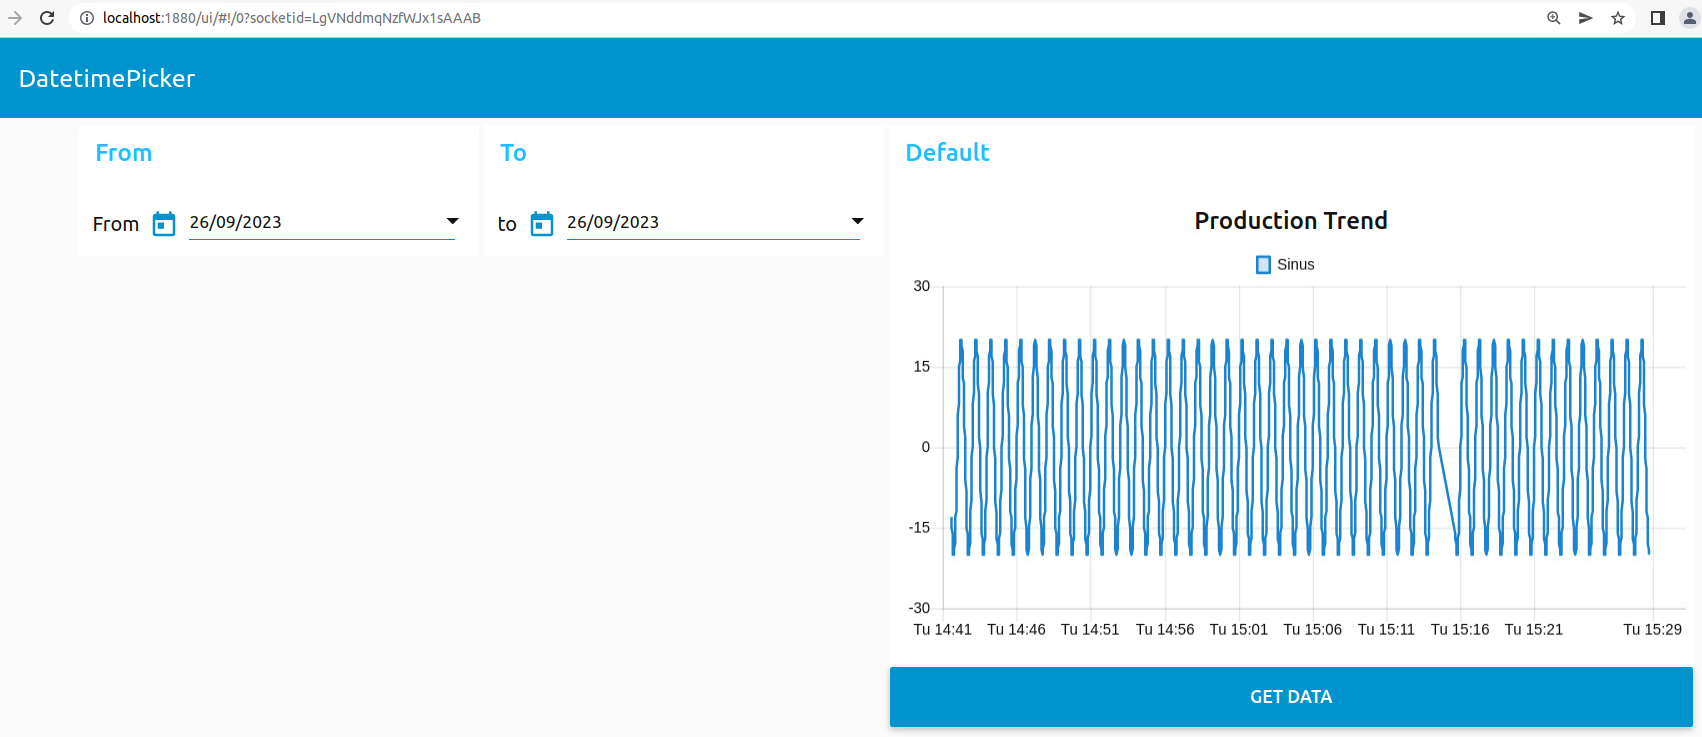 localhost:1880/ui/#!/0?socketid=LgVNddmqNzfWJx1sAAAB
DatetimePicker
From
From 26/09/2023
To
to 26/09/2023
Default
Production Trend
Sinus
30
15
0
-15
-30
Tu 14:41 Tu 14:46 Tu 14:51 Tu 14:56 Tu 15:01 Tu 15:06 Tu 15:11 Tu 15:16 Tu 15:21 Tu 15:29
GET DATA